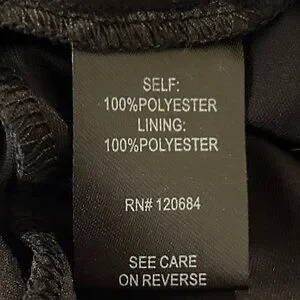 SELF:
100%POLYESTER
LINING:
100%POLYESTER
RN# 120684
SEE CARE
ON REVERSE